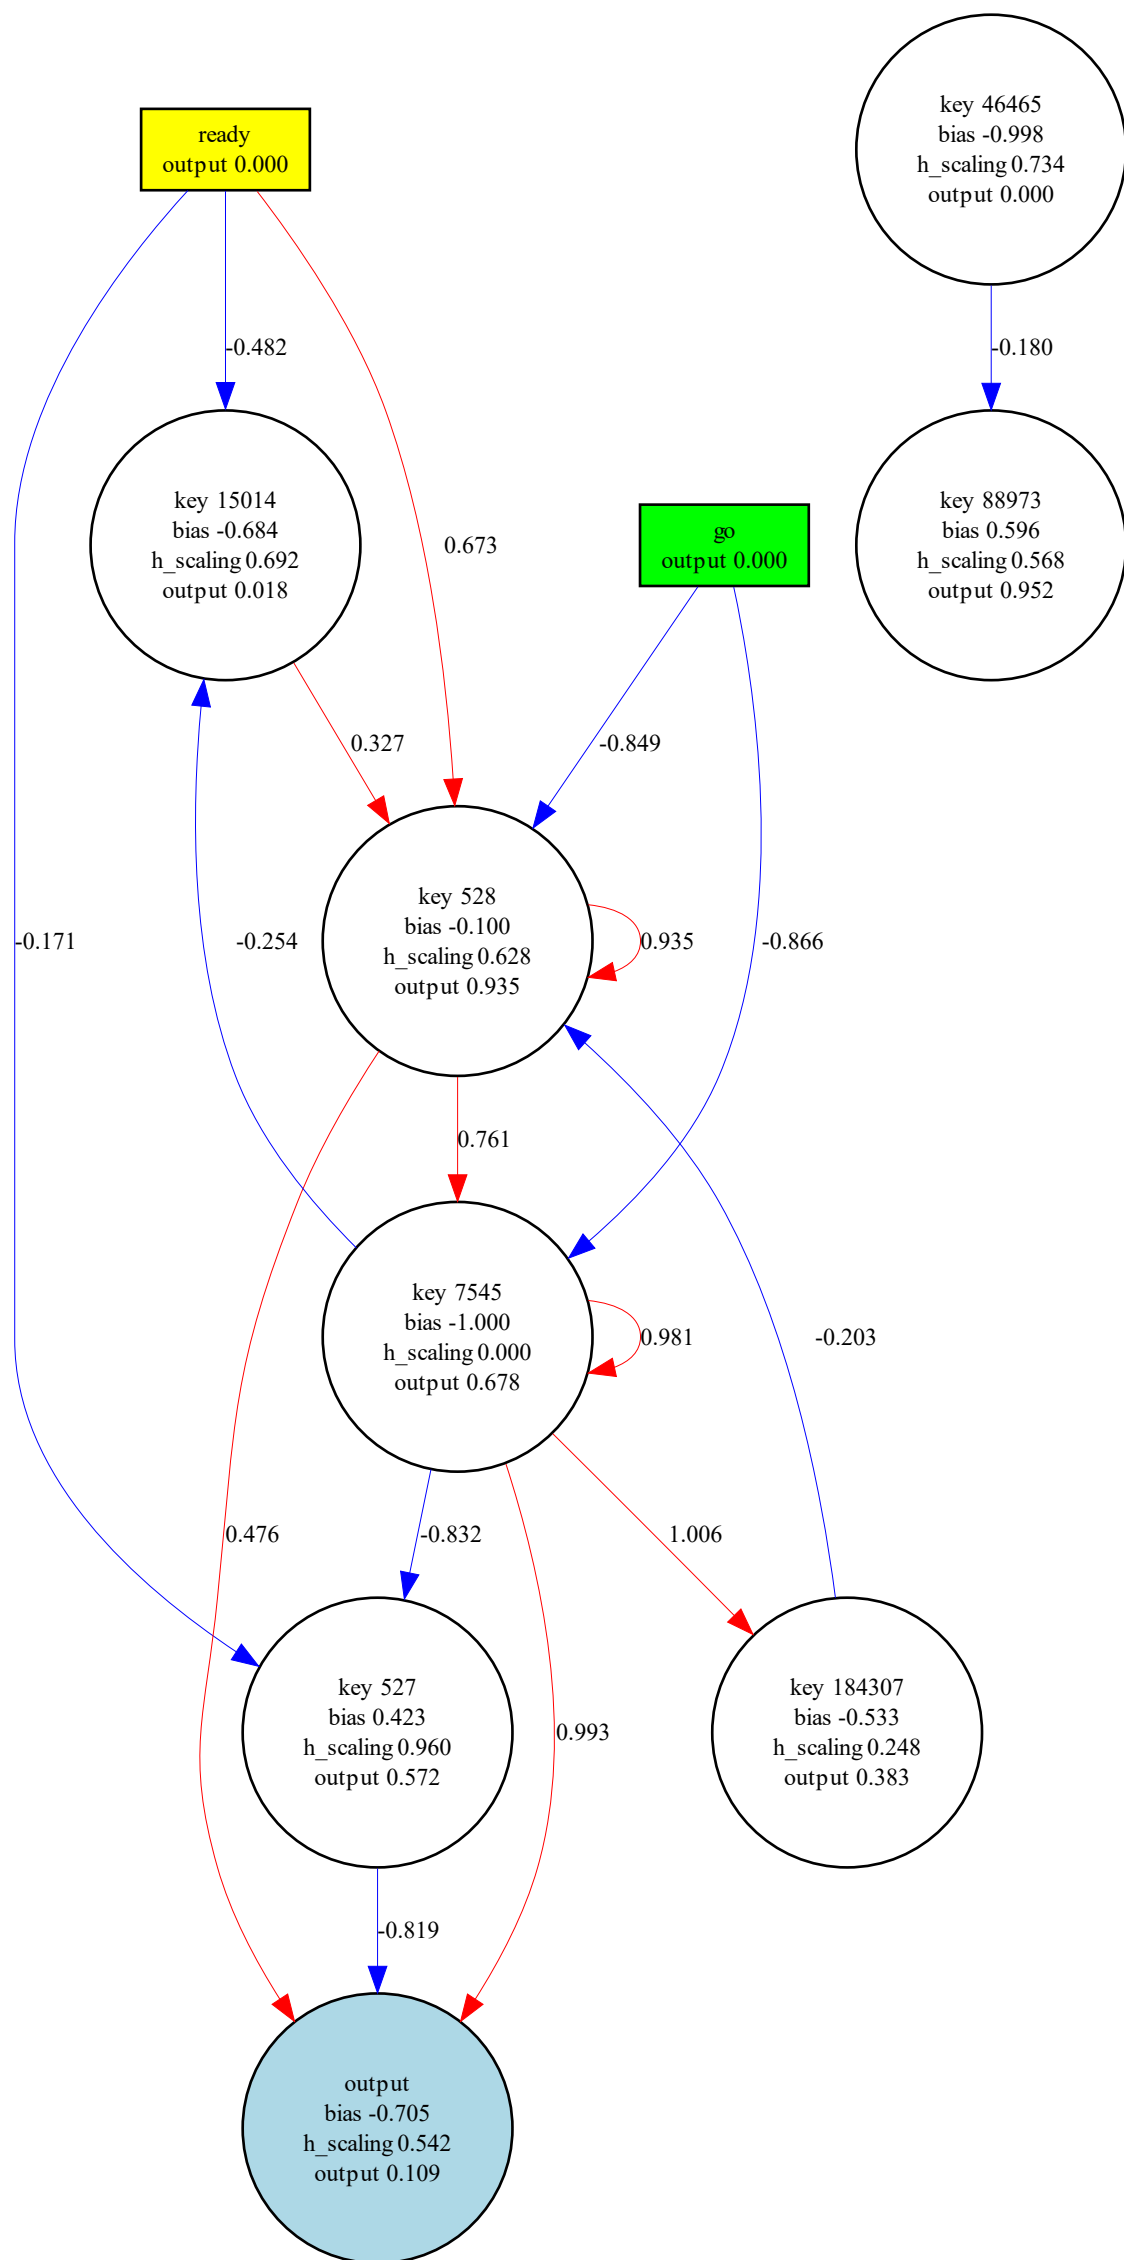 key 46465
bias -0.998
h_scaling 0.734
output 0.000
ready
output 0.000
-0.482
-0.180
key 15014
bias -0.684
h_scaling 0.692
output 0.018
0.673
go
output 0.000
key 88973
bias 0.596
h_scaling 0.568
output 0.952
0.327
-0.849
-0.171
-0.254
key 528
bias -0.100
h_scaling 0.628
output 0.935
0.935
-0.866
0.761
key 7545
bias -1.000
h_scaling 0.000
output 0.678
0.981
-0.203
0.476
-0.832
1.006
key 527
bias 0.423
h_scaling 0.960
output 0.572
0.993
key 184307
bias -0.533
h_scaling 0.248
output 0.383
-0.819
output
bias -0.705
h_scaling 0.542
output 0.109